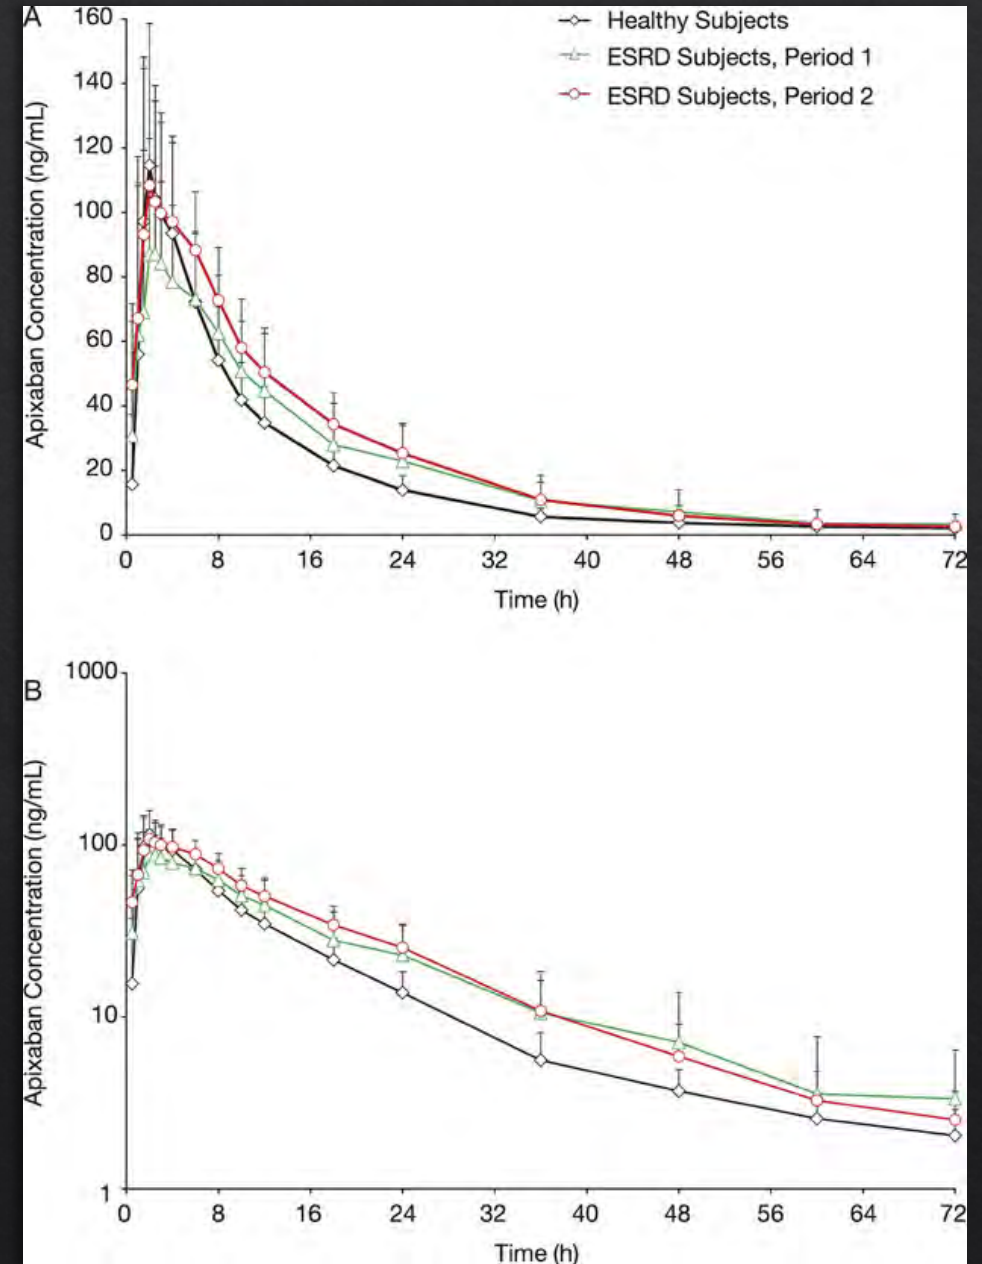 A
160
140
120
100
80
60
40
20
0
Apixaban Concentration (ng/mL)
Healthy Subjects
ESRD Subjects, Period 1
ESRD Subjects, Period 2
0 8 16 24 32 40 48 56 64 72
Time (h)
B
1000
100
10
1
Apixaban Concentration (ng/mL)
0 8 16 24 32 40 48 56 64 72
Time (h)